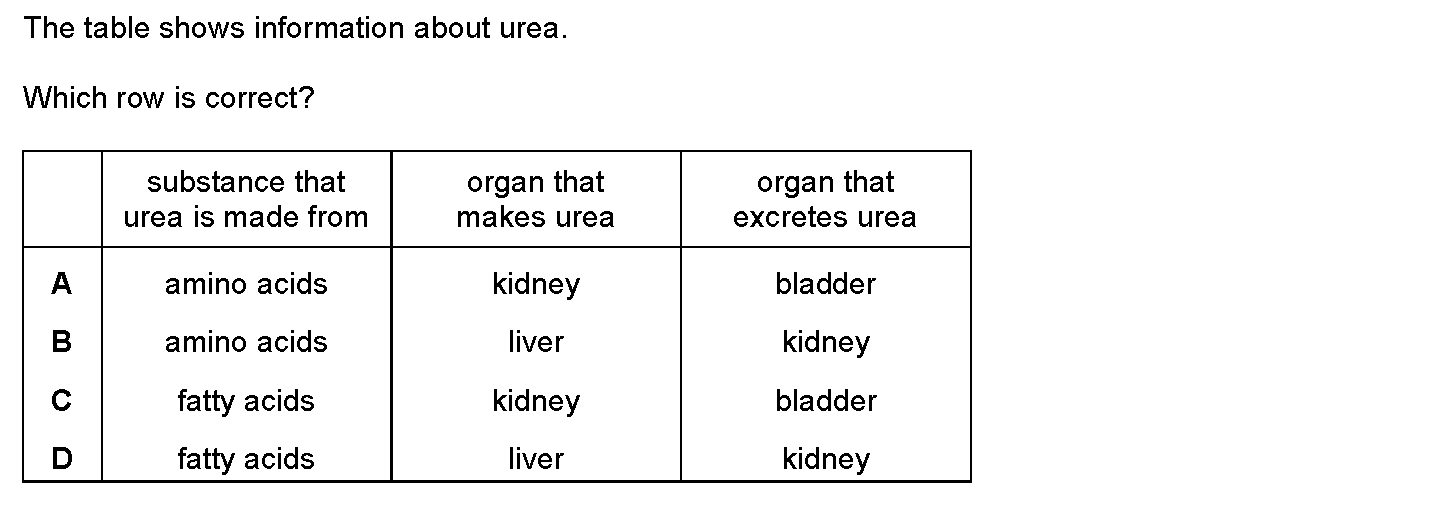 The table shows information about urea.
Which row is correct?
substance that urea is made from organ that makes urea organ that excretes urea
A amino acids kidney bladder
B amino acids liver kidney
C fatty acids kidney bladder
D fatty acids liver kidney